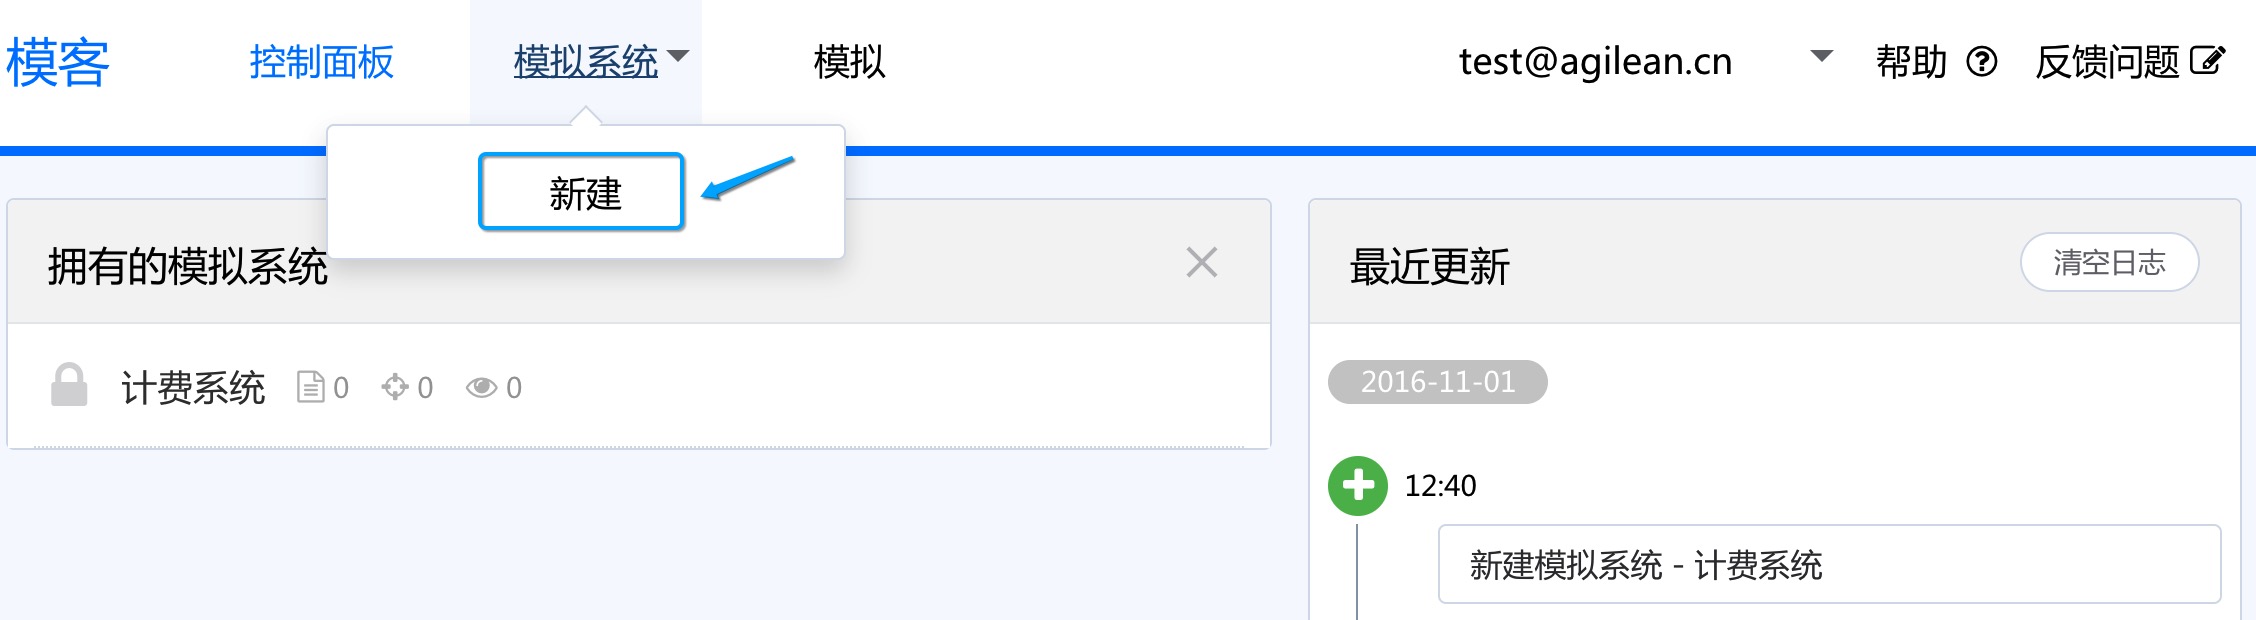 模客 控制面板 模拟系统 模拟 test@agilean.cn 帮助 反馈问题
新建
拥有的模拟系统
计费系统 0 0 0
最近更新 清空日志
2016-11-01
12:40
新建模拟系统 - 计费系统